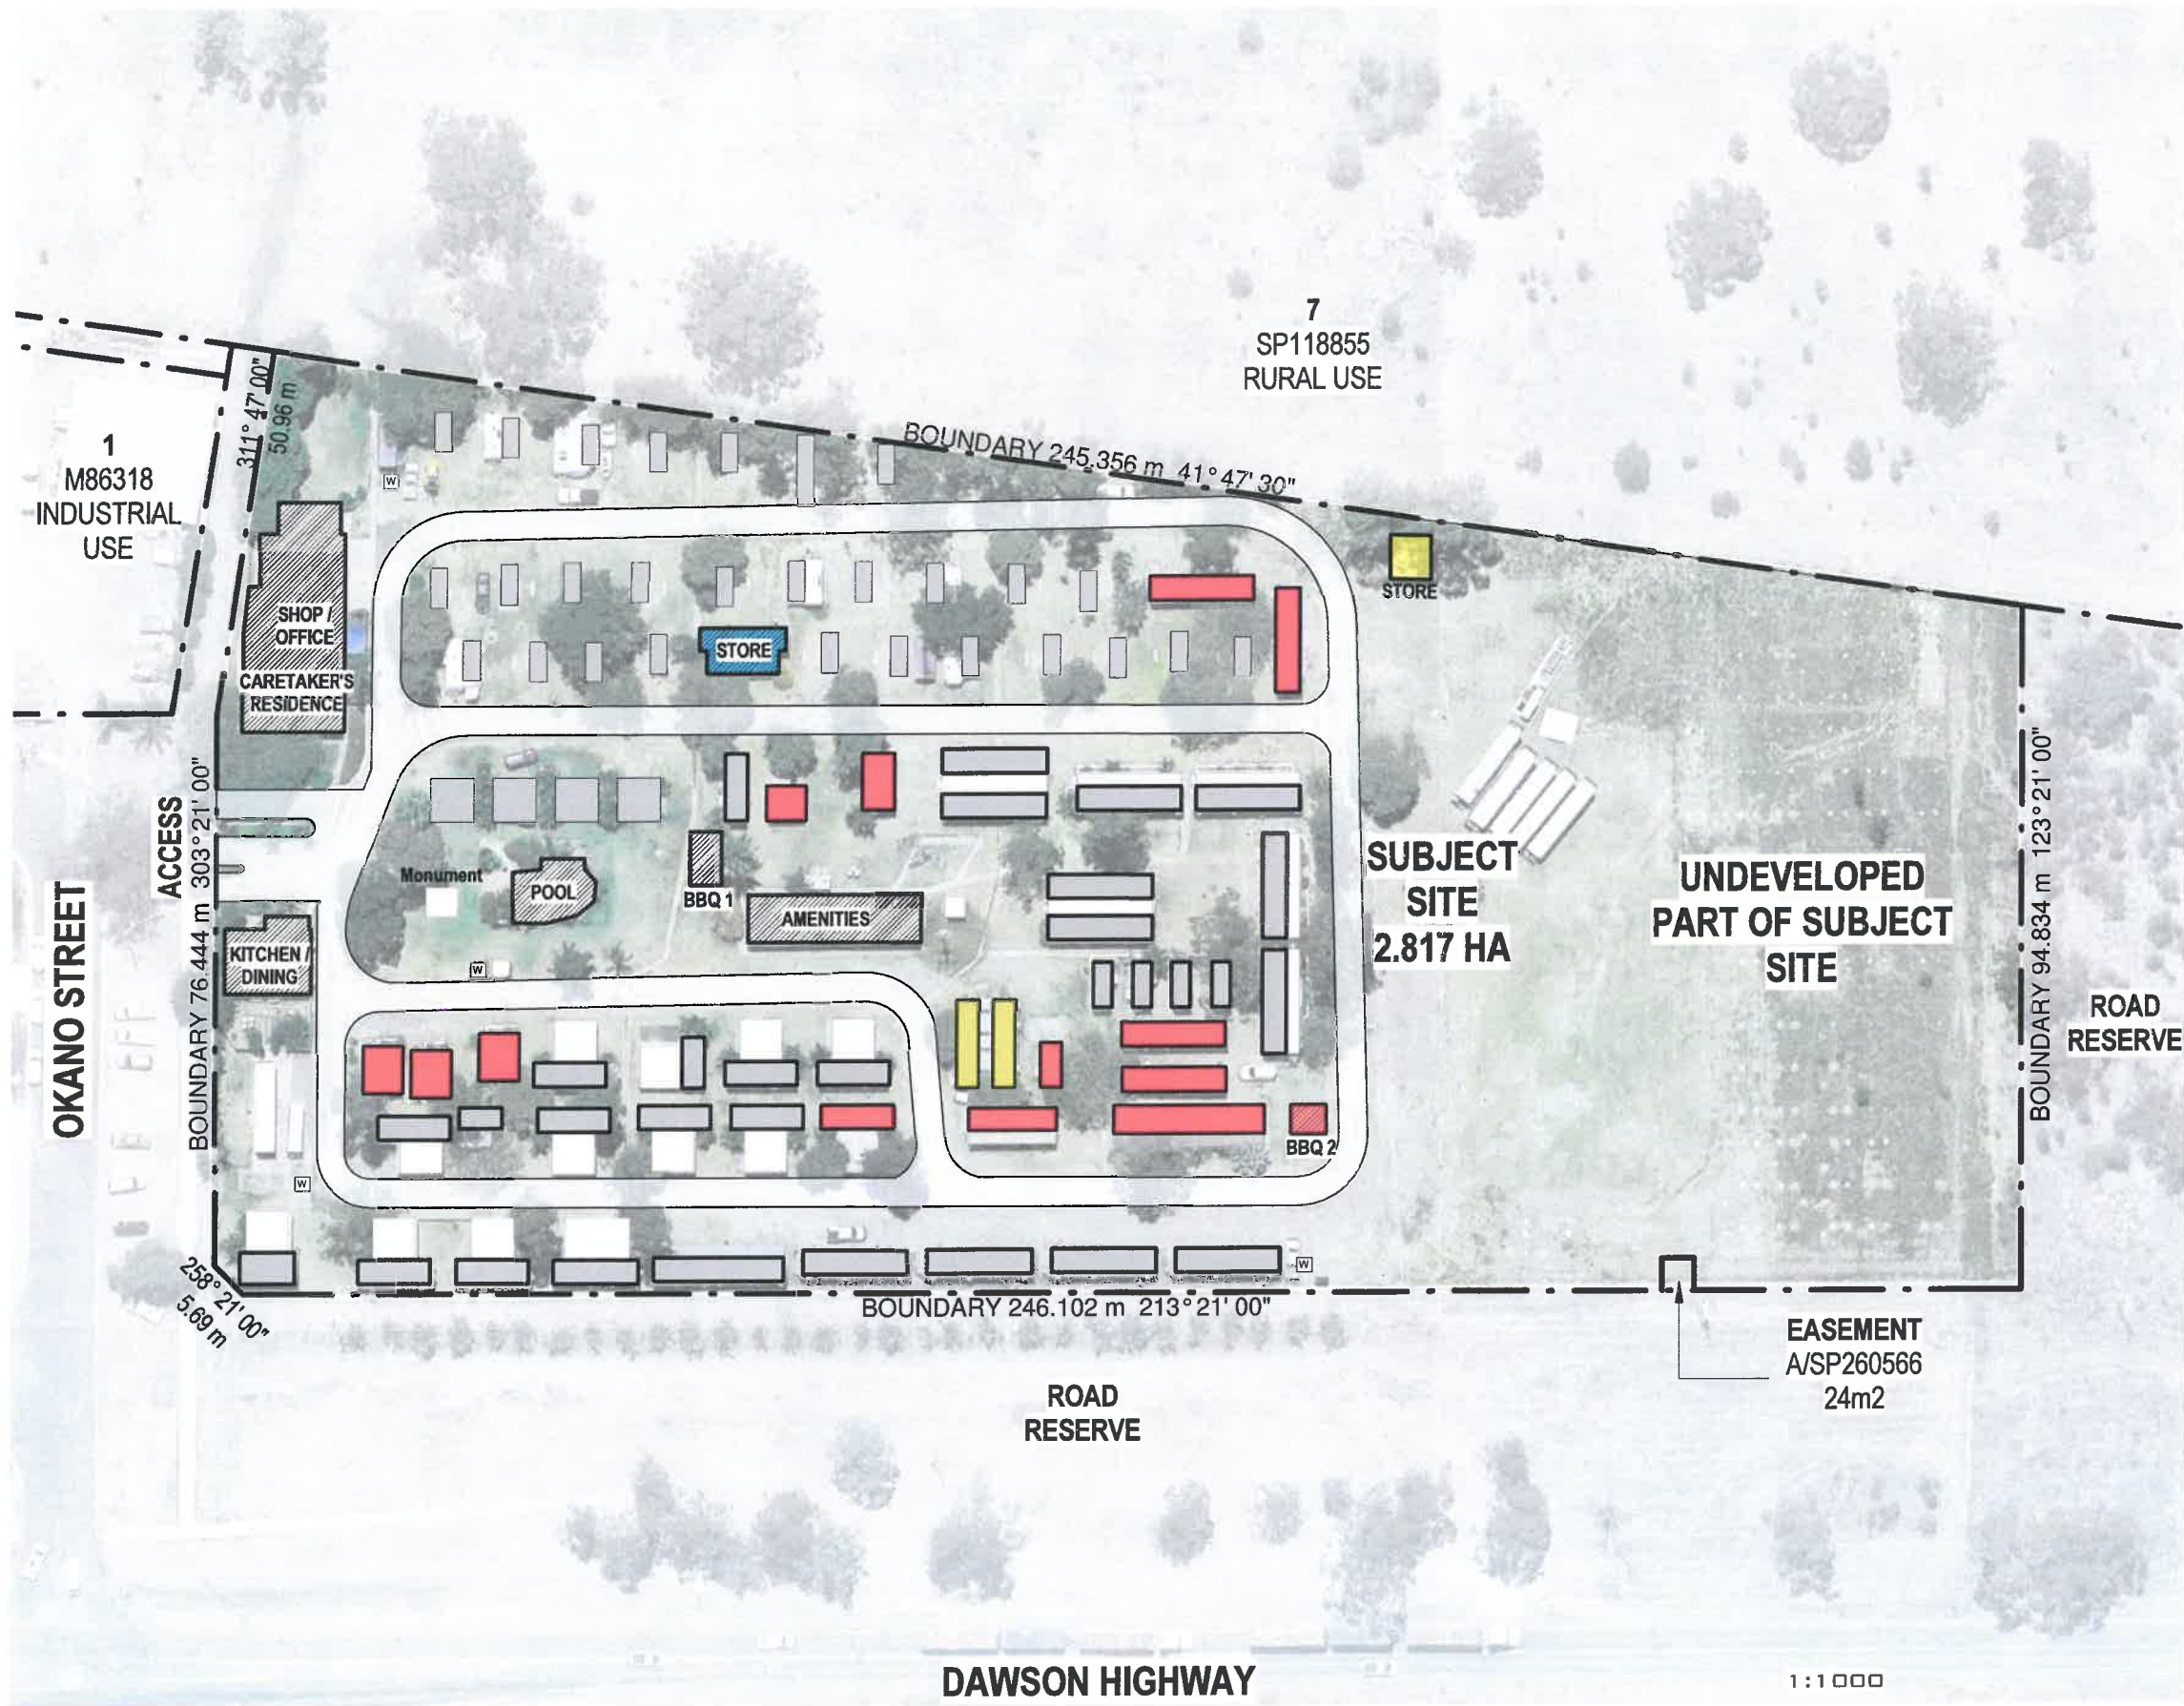 7
SP118855
RURAL USE
1
M86318
INDUSTRIAL
USE
311° 47' 00"
50.96 m
BOUNDARY 245.356 m 41° 47' 30"
W
STORE
SHOP /
OFFICE
CARETAKER'S
RESIDENCE
STORE
ACCESS
BOUNDARY 76.444 m 303° 21' 00"
OKANO STREET
Monument
POOL
BBQ 1
AMENITIES
KITCHEN /
DINING
W
SUBJECT
SITE
2.817 HA
UNDEVELOPED
PART OF SUBJECT
SITE
BOUNDARY 94.834 m 123° 21' 00"
ROAD
RESERVE
BBQ 2
W
W
258° 21' 00"
5.69 m
BOUNDARY 246.102 m 213° 21' 00"
EASEMENT
A/SP260566
24m2
ROAD
RESERVE
DAWSON HIGHWAY
1:1000